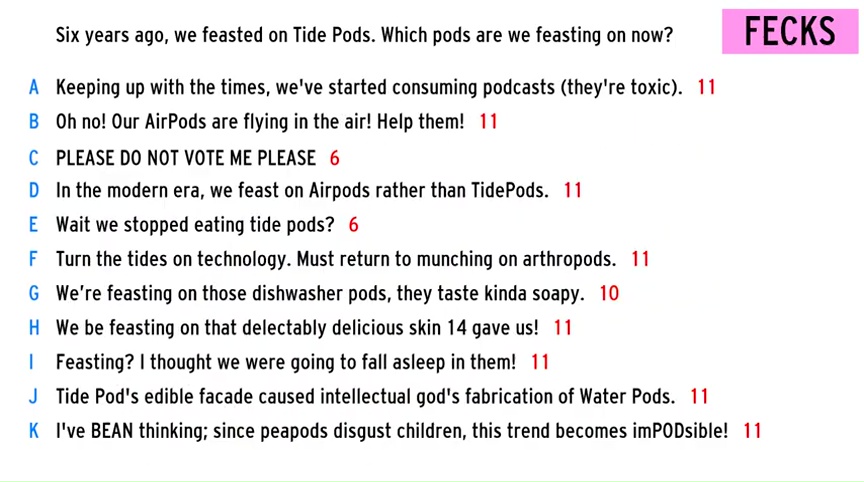 Six years ago, we feasted on Tide Pods. Which pods are we feasting on now?
FECKS
A Keeping up with the times, we've started consuming podcasts (they're toxic). 11
B Oh no! Our AirPods are flying in the air! Help them! 11
C PLEASE DO NOT VOTE ME PLEASE 6
D In the modern era, we feast on Airpods rather than TidePods. 11
E Wait we stopped eating tide pods? 6
F Turn the tides on technology. Must return to munching on arthropods. 11
G We're feasting on those dishwasher pods, they taste kinda soapy. 10
H We be feasting on that delectably delicious skin 14 gave us! 11
I Feasting? I thought we were going to fall asleep in them! 11
J Tide Pod's edible facade caused intellectual god's fabrication of Water Pods. 11
K I've BEAN thinking; since peapods disgust children, this trend becomes imPODsible! 11